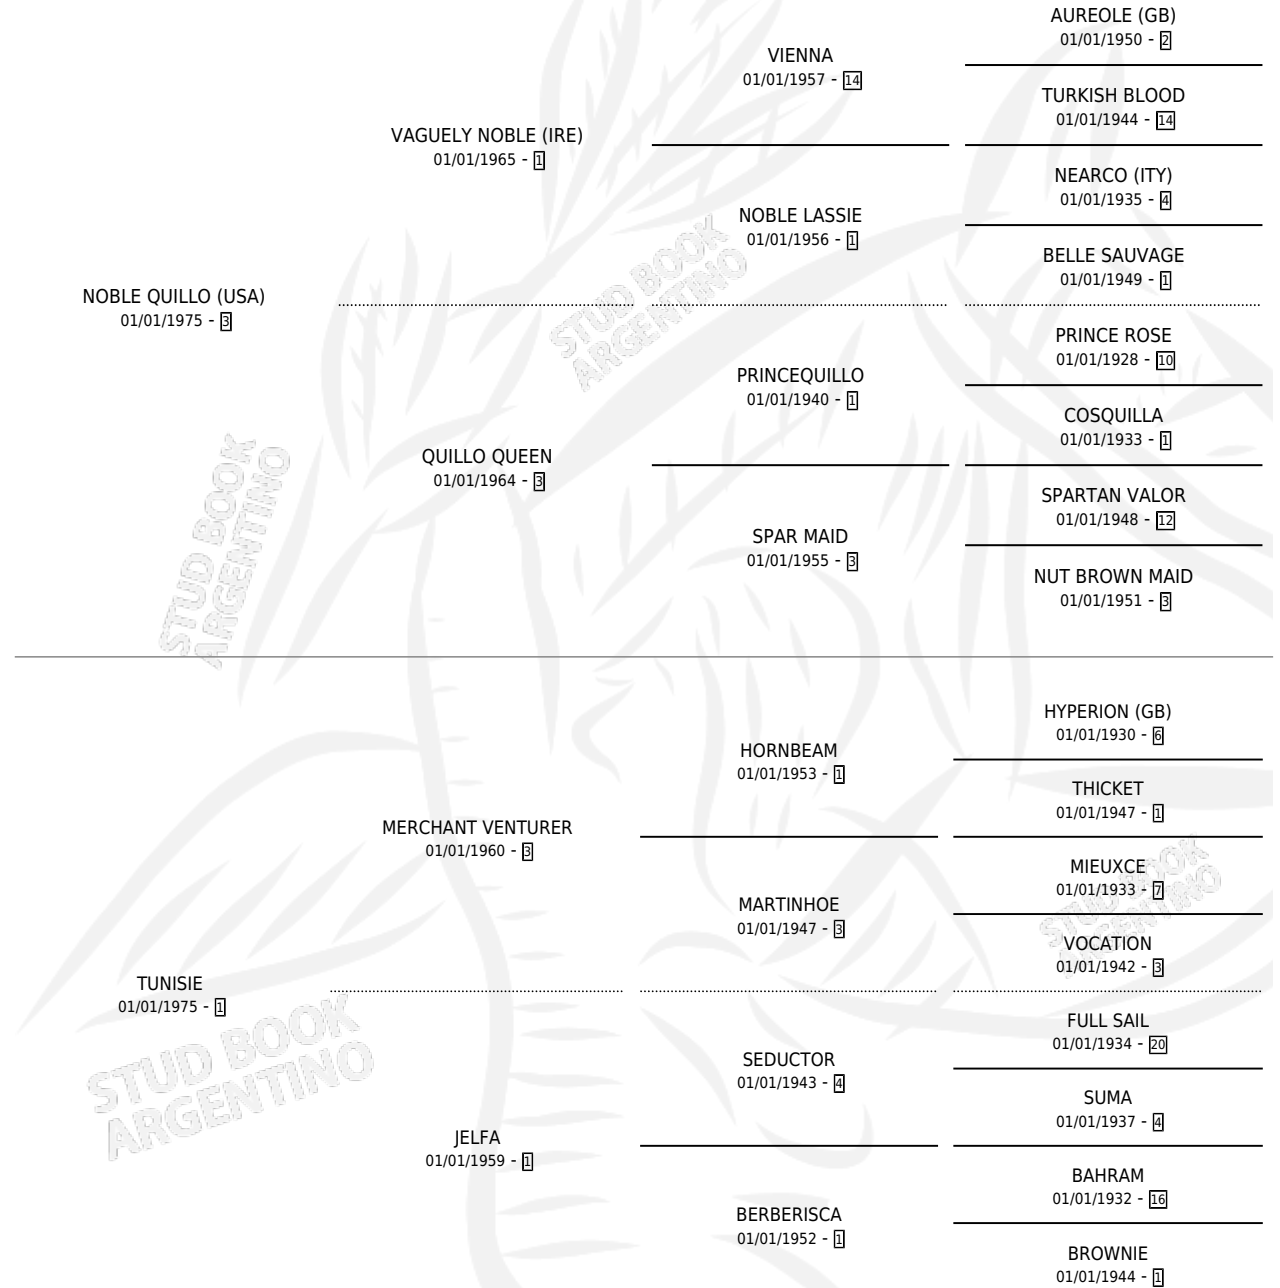 AUREOLE (GB)
01/01/1950 - 2
VIENNA
01/01/1957 - 14
TURKISH BLOOD
01/01/1944 - 14
VAGUELY NOBLE (IRE)
01/01/1965 - 1
NEARCO (ITY)
01/01/1935 - 4
NOBLE LASSIE
01/01/1956 - 1
BELLE SAUVAGE
01/01/1949 - 1
NOBLE QUILLO (USA)
01/01/1975 - 3
STUD BOOK
ARGENTINO
PRINCE ROSE
01/01/1928 - 10
PRINCEQUILLO
01/01/1940 - 1
COSQUILLA
01/01/1933 - 1
QUILLO QUEEN
01/01/1964 - 3
SPARTAN VALOR
01/01/1948 - 12
SPAR MAID
01/01/1955 - 3
NUT BROWN MAID
01/01/1951 - 3
STUD BOOK
ARGENTINO
HYPERION (GB)
01/01/1930 - 6
HORNBEAM
01/01/1953 - 1
THICKET
01/01/1947 - 1
MERCHANT VENTURER
01/01/1960 - 3
MIEUXCE
01/01/1933 - 7
MARTINHOE
01/01/1947 - 3
VOCATION
01/01/1942 - 3
STUD BOOK
ARGENTINO
TUNISIE
01/01/1975 - 1
FULL SAIL
01/01/1934 - 20
SEDUCTOR
01/01/1943 - 4
SUMA
01/01/1937 - 4
STUD BOOK
ARGENTINO
JELFA
01/01/1959 - 1
BAHRAM
01/01/1932 - 16
BERBERISCA
01/01/1952 - 1
BROWNIE
01/01/1944 - 1